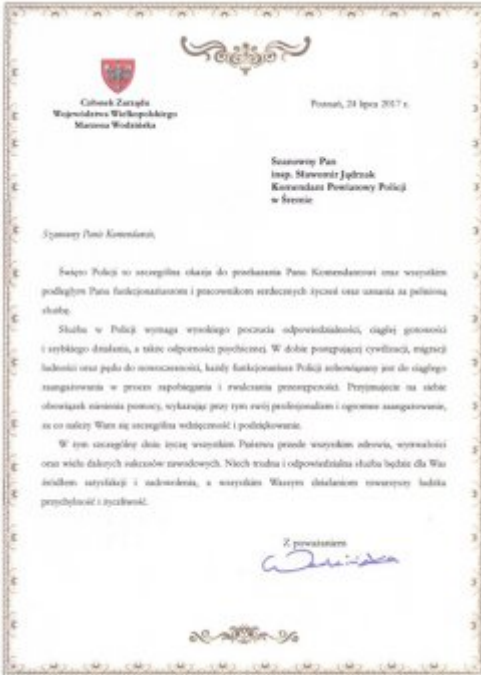 Członek Zarządu
Województwa Wielkopolskiego
Marzena Wodzińska
Poznań, 24 lipca 2017 r.
Szanowny Pan
insp. Sławomir Jądrzak
Komendant Powiatowy Policji
w Śremie
Szanowny Panie Komendancie,
Święto Policji to szczególna okazja do przekazania Panu Komendantowi oraz wszystkim
podległym Panu funkcjonariuszom i pracownikom serdecznych życzeń oraz uznania za pełnioną
służbę.
Służba w Policji wymaga wysokiego poczucia odpowiedzialności, ciągłej gotowości
i szybkiego działania, a także odporności psychicznej. W dobie postępującej cywilizacji, migracji
ludności oraz pędu do nowoczesności, każdy funkcjonariusz Policji zobowiązany jest do ciągłego
zaangażowania w proces zapobiegania i zwalczania przestępczości. Przyjmujecie na siebie
obowiązek niesienia pomocy, wykazując przy tym swój profesjonalizm i ogromne zaangażowanie,
za co należy Wam się szczególna wdzięczność i podziękowanie.
W tym szczególny dniu życzę wszystkim Państwu przede wszystkim zdrowia, wytrwałości
oraz wielu dalszych sukcesów zawodowych. Niech trudna i odpowiedzialna służba będzie dla Was
źródłem satysfakcji i zadowolenia, a wszystkim Waszym działaniom towarzyszy ludzka
przychylność i życzliwość.
Z poważaniem
Wodzińska